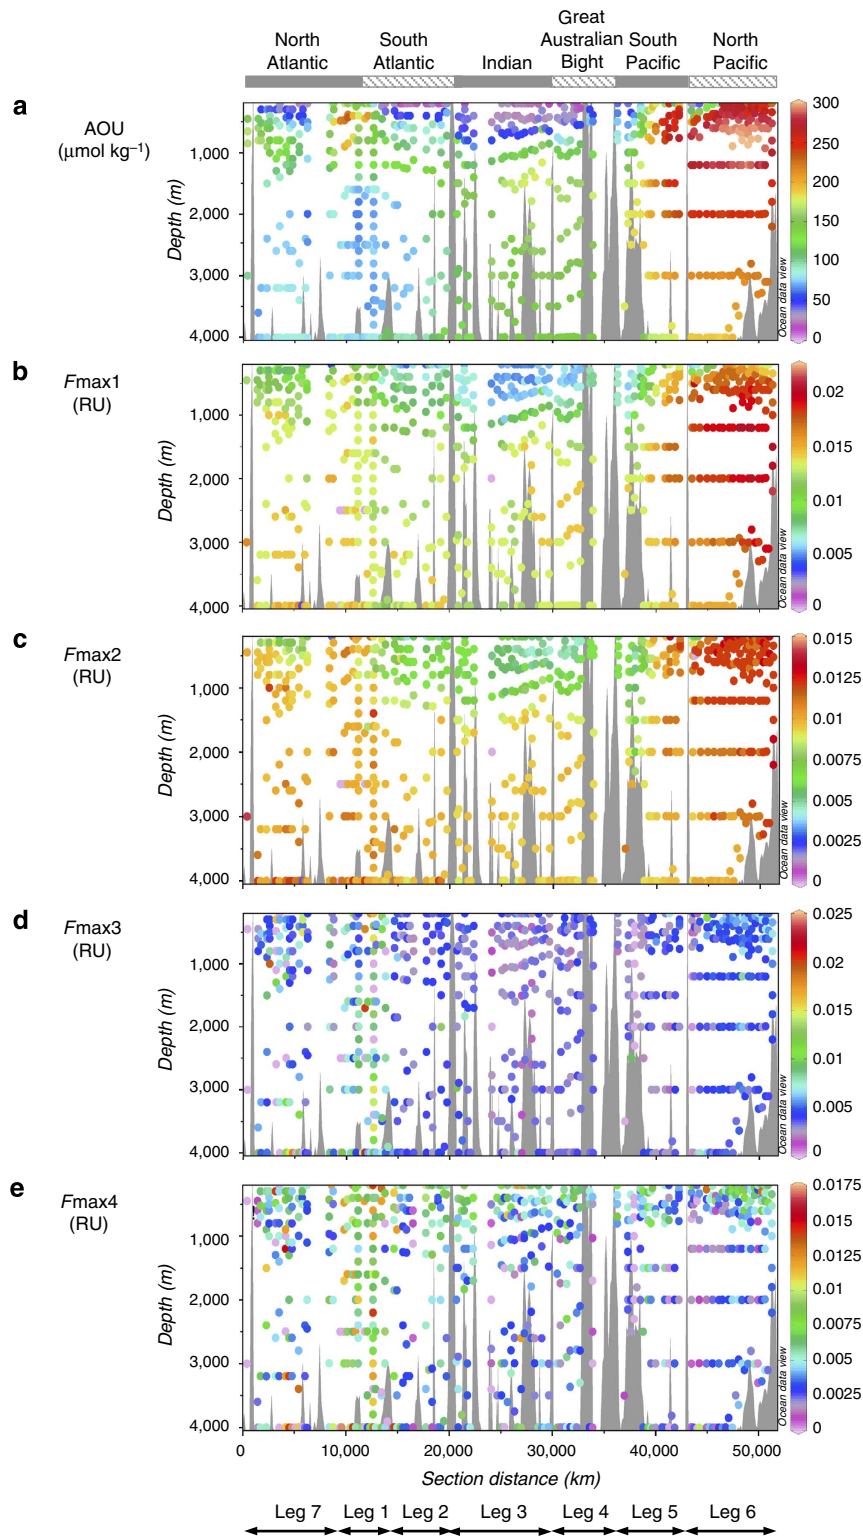 North Atlantic
South Atlantic
Indian
Great Australian Bight
South Pacific
North Pacific
a
AOU
(μmol kg⁻¹)
Depth (m)
1,000
2,000
3,000
4,000
Ocean data view
300
250
200
150
100
50
0
b
Fmax1
(RU)
Depth (m)
1,000
2,000
3,000
4,000
Ocean data view
0.02
0.015
0.01
0.005
0
c
Fmax2
(RU)
Depth (m)
1,000
2,000
3,000
4,000
Ocean data view
0.015
0.0125
0.01
0.0075
0.005
0.0025
0
d
Fmax3
(RU)
Depth (m)
1,000
2,000
3,000
4,000
Ocean data view
0.025
0.02
0.015
0.01
0.005
0
e
Fmax4
(RU)
Depth (m)
1,000
2,000
3,000
4,000
Ocean data view
0.0175
0.015
0.0125
0.01
0.0075
0.005
0.0025
0
0 10,000 20,000 30,000 40,000 50,000
Section distance (km)
Leg 7 Leg 1 Leg 2 Leg 3 Leg 4 Leg 5 Leg 6